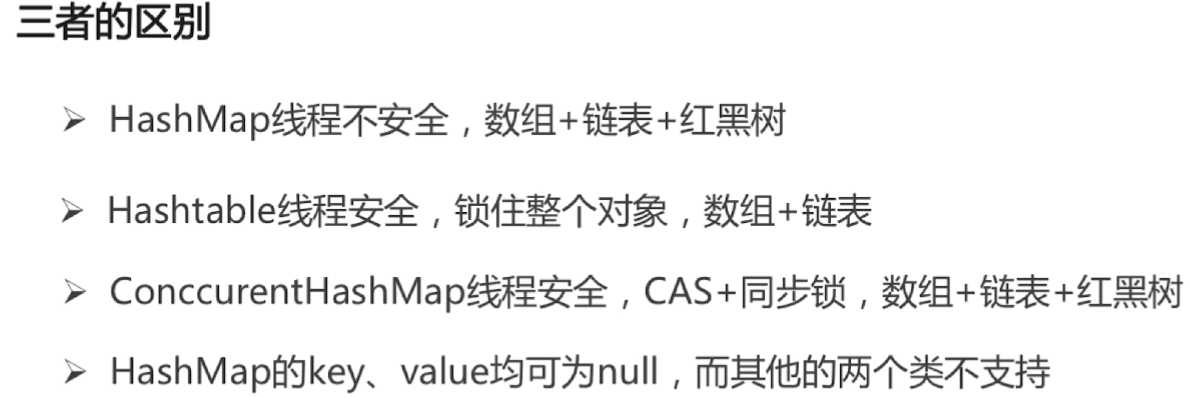 三者的区别
➢ HashMap线程不安全，数组+链表+红黑树
➢ Hashtable线程安全，锁住整个对象，数组+链表
➢ ConccurentHashMap线程安全，CAS+同步锁，数组+链表+红黑树
➢ HashMap的key、value均可为null，而其他的两个类不支持